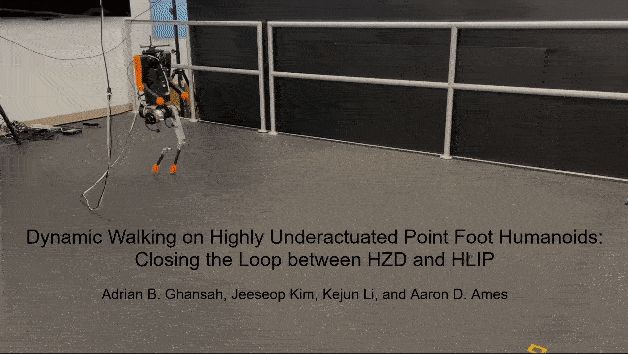 Dynamic Walking on Highly Underactuated Point Foot Humanoids:
Closing the Loop between HZD and HLIP
Adrian B. Ghansah, Jeeseop Kim, Kejun Li, and Aaron D. Ames